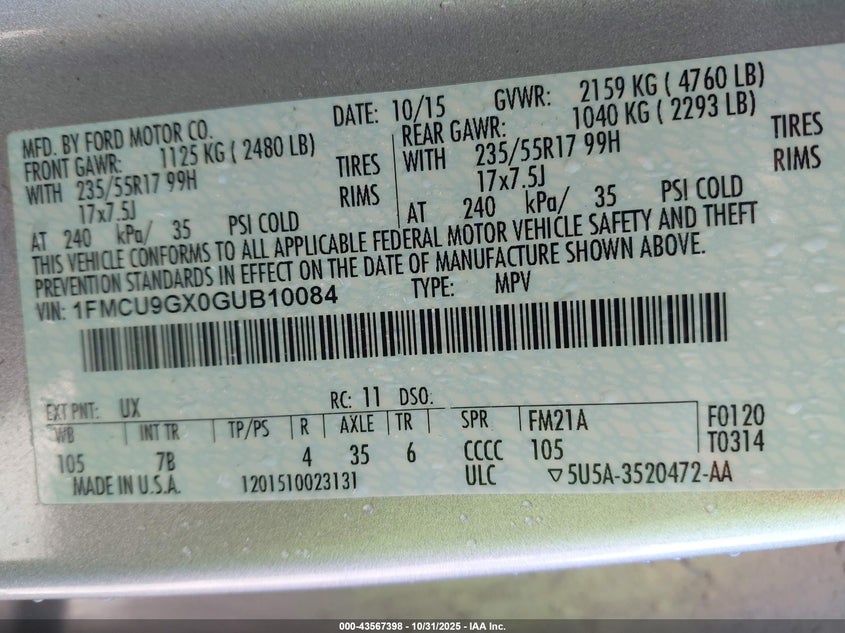 MFD. BY FORD MOTOR CO. DATE: 10/15 GVWR: 2159 KG ( 4760 LB)
FRONT GAWR: 1125 KG ( 2480 LB) REAR GAWR: 1040 KG ( 2293 LB)
WITH 235/55R17 99H TIRES WITH 235/55R17 99H TIRES
17x7.5J RIMS 17x7.5J RIMS
AT 240 kPa/ 35 PSI COLD AT 240 kPa/ 35 PSI COLD
THIS VEHICLE CONFORMS TO ALL APPLICABLE FEDERAL MOTOR VEHICLE SAFETY AND THEFT
PREVENTION STANDARDS IN EFFECT ON THE DATE OF MANUFACTURE SHOWN ABOVE.
VIN: 1FMCU9GX0GUB10084 TYPE: MPV
EXT PNT: UX RC: 11 DSO:
WB INT TR TP/PS R AXLE TR SPR FM21A F0120
105 7B 4 35 6 CCCC 105 T0314
MADE IN U.S.A. 1201510023131 ULC ▽5U5A-3520472-AA
000-43567398 - 10/31/2025 - IAA Inc.